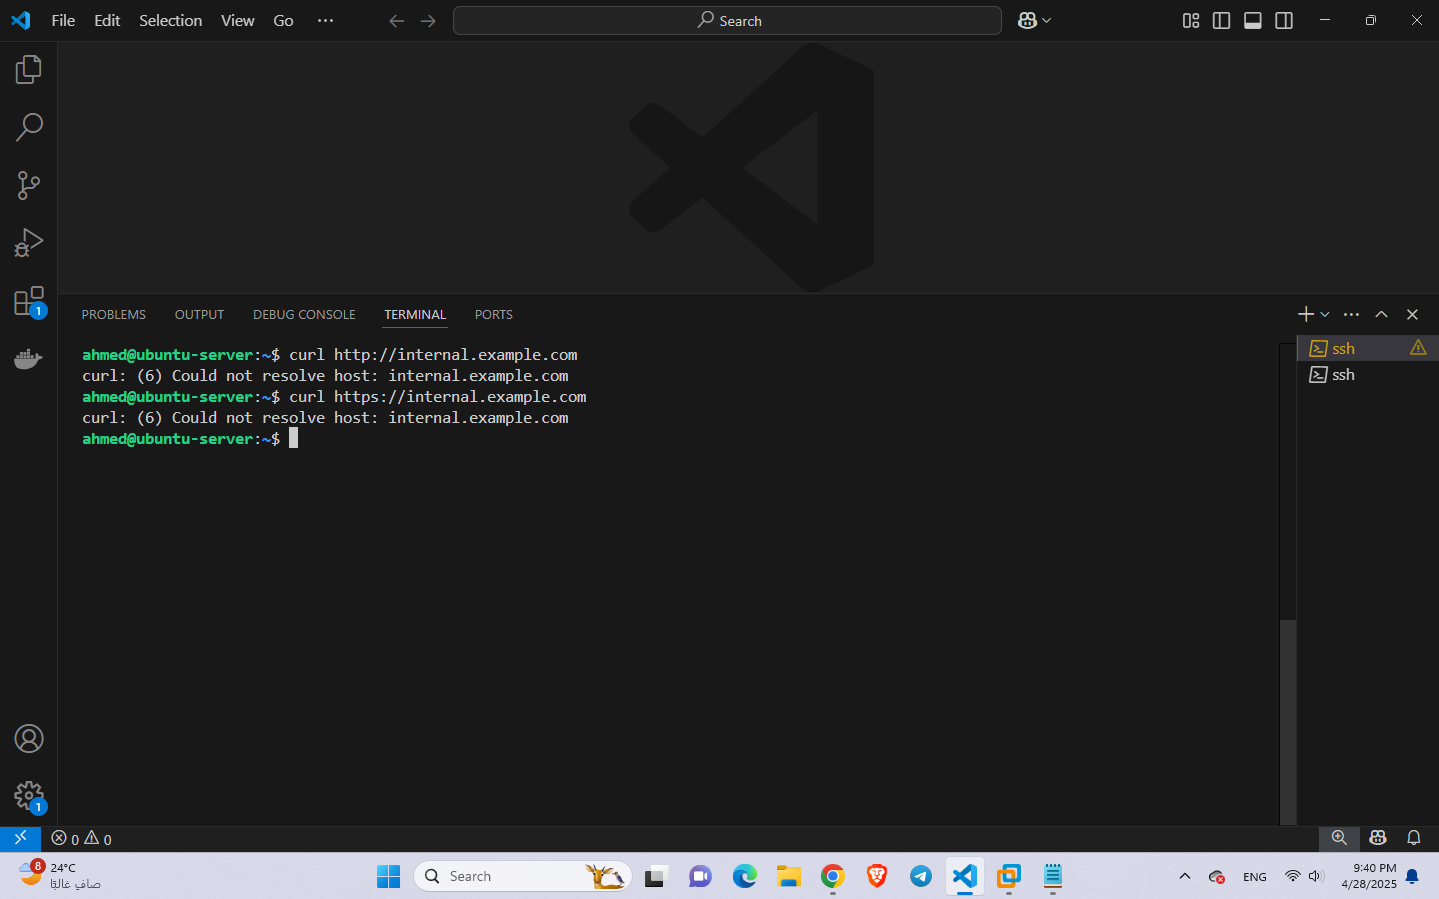 File Edit Selection View Go ···
Search
PROBLEMS OUTPUT DEBUG CONSOLE TERMINAL PORTS
ahmed@ubuntu-server:~$ curl http://internal.example.com
curl: (6) Could not resolve host: internal.example.com
ahmed@ubuntu-server:~$ curl https://internal.example.com
curl: (6) Could not resolve host: internal.example.com
ahmed@ubuntu-server:~$
ssh
ssh
1
1
0 0
8
24°C
صافٍ غالبًا
Search
ENG
9:40 PM
4/28/2025